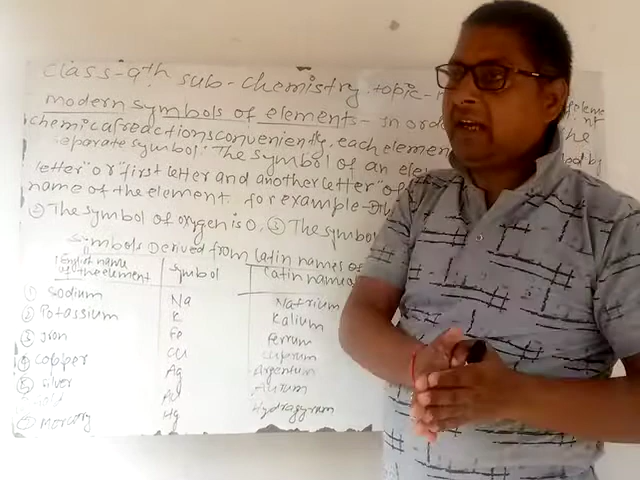 Class-9th. Sub-Chemistry. topic-
modern symbols of elements - in
chemical reactions conveniently, each elemen
separate symbol. The symbol of an ele
letter" or "first letter and another letter" of
name of the element. for example-
② The symbol of oxygen is O. ③ The symbol
Symbols Derived from Latin names of
English name of the element | Symbol | Latin name
① Sodium Na Natrium
② Potassium K Kalium
③ Iron Fe ferrum
④ Copper Cu Cuprum
⑤ Silver Ag Argentum
Gold Au Aurum
Mercury Hg Hydragyrum